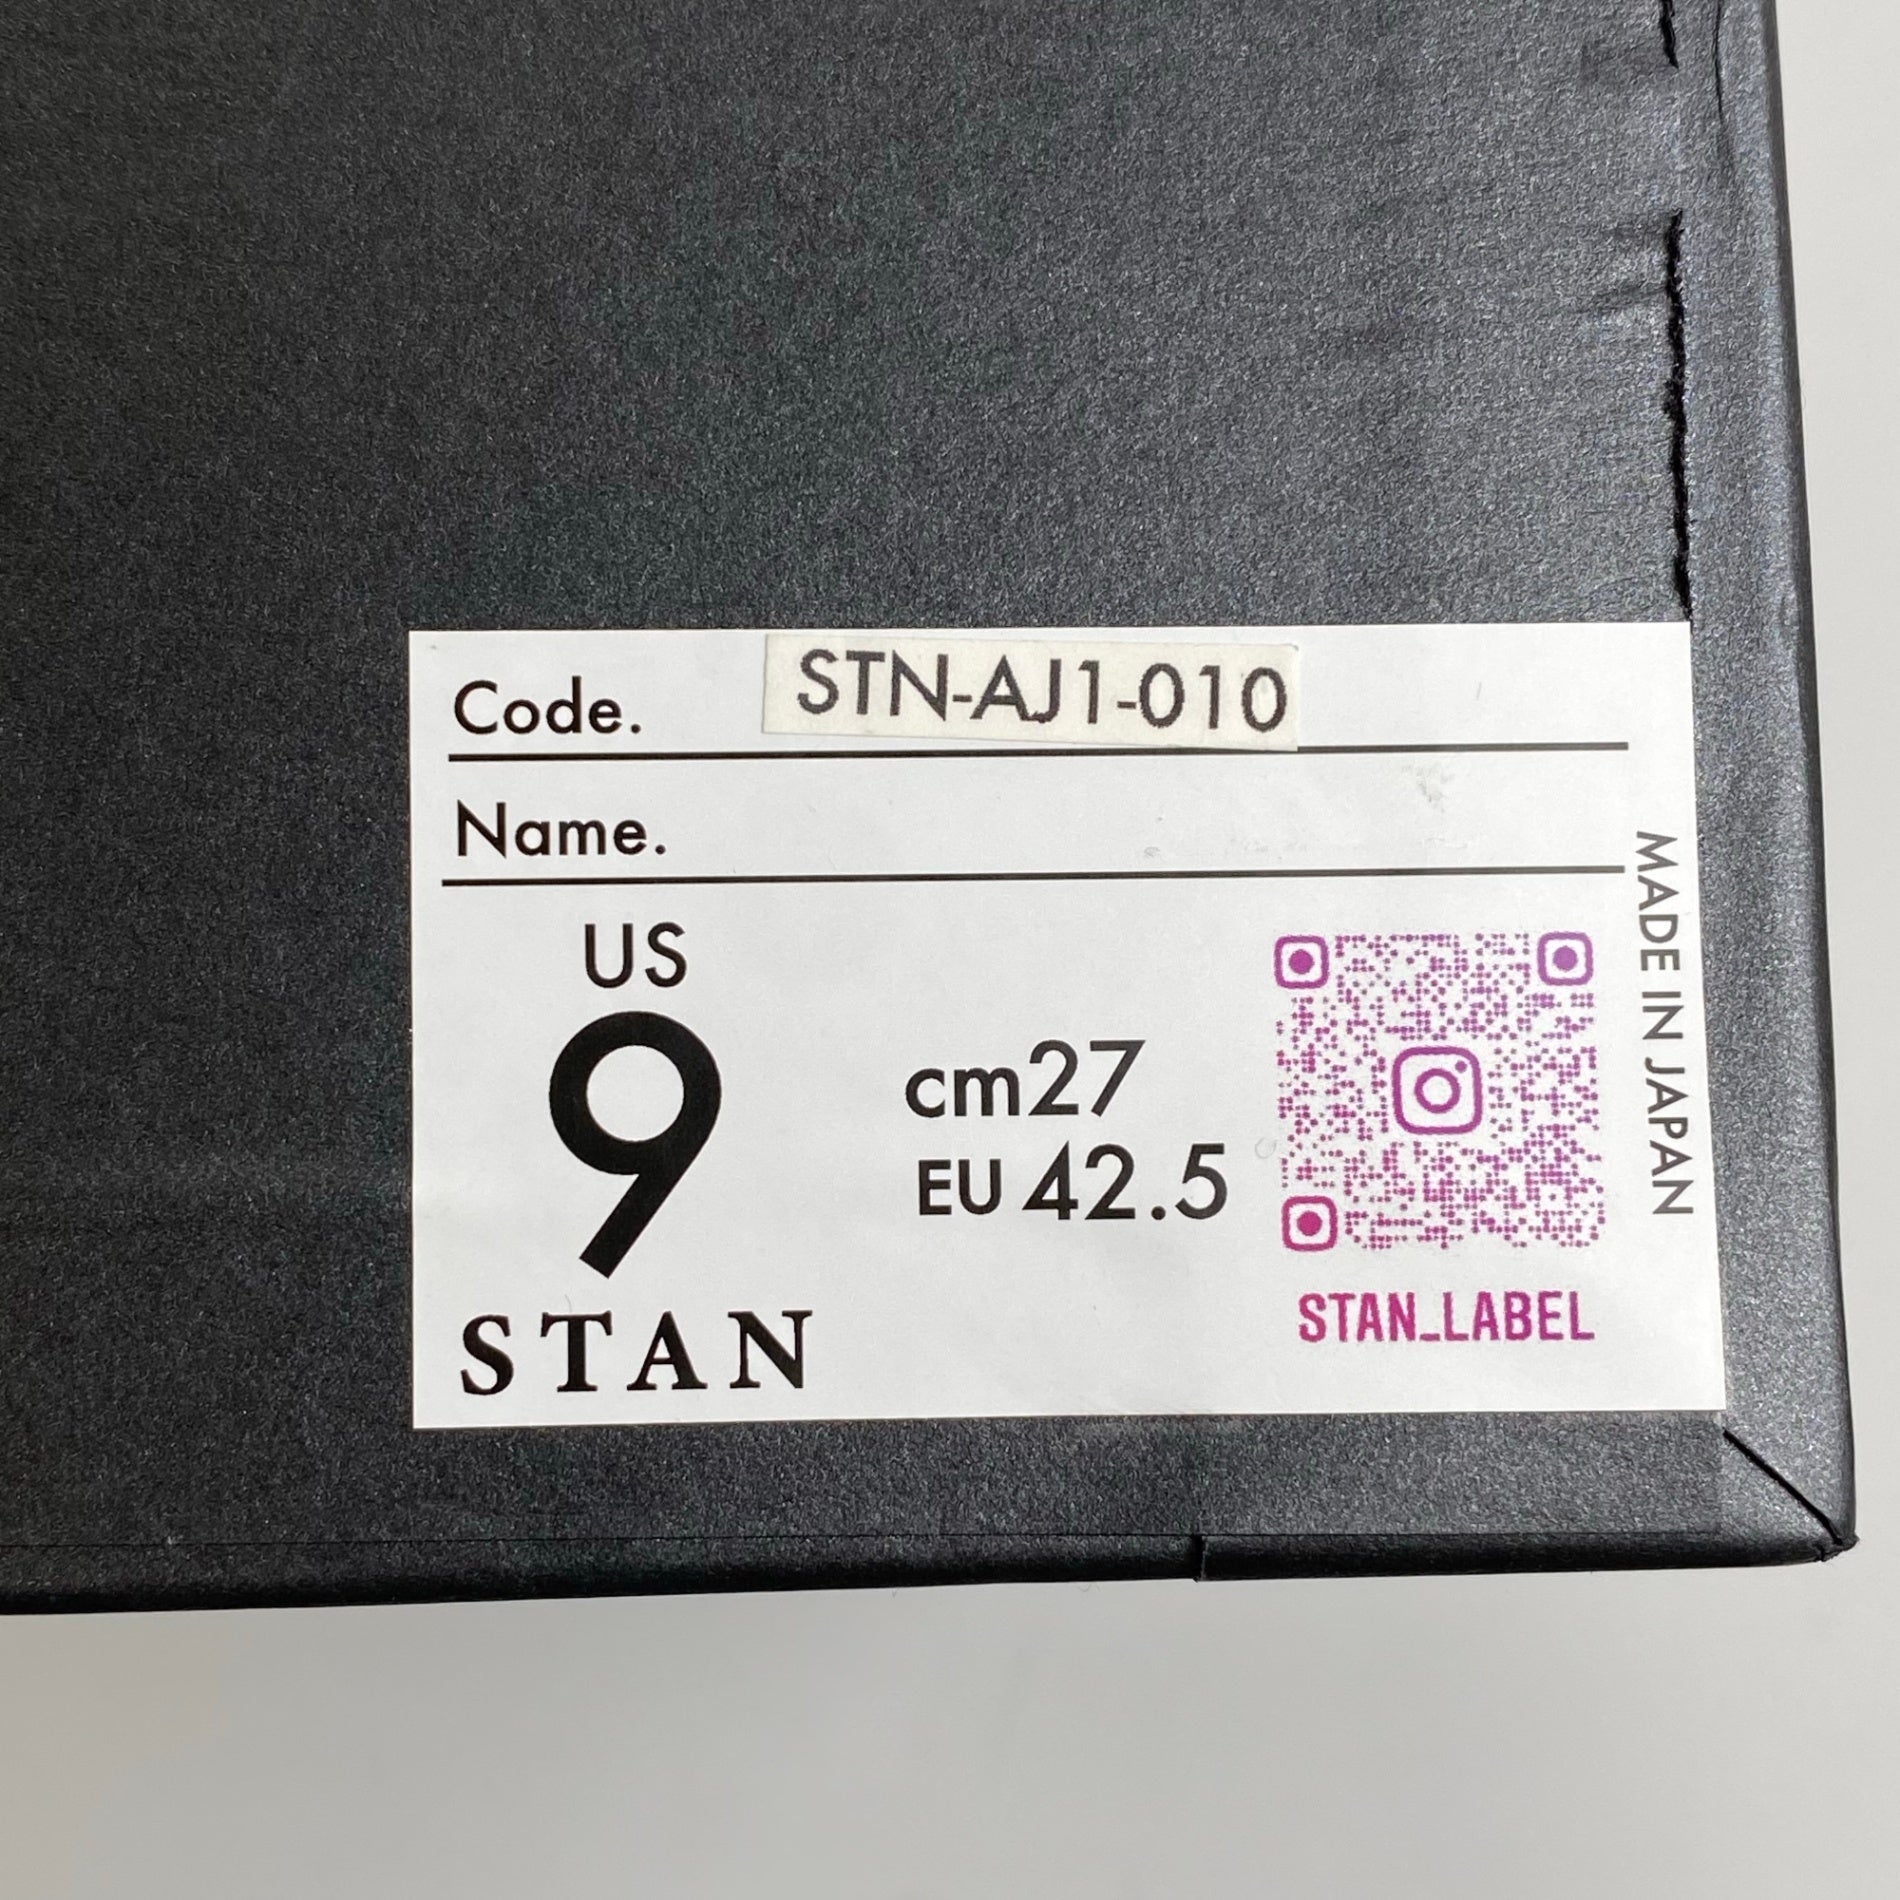 Code. STN-AJ1-010
Name.
US
9
cm27
EU 42.5
STAN
STAN_LABEL
MADE IN JAPAN